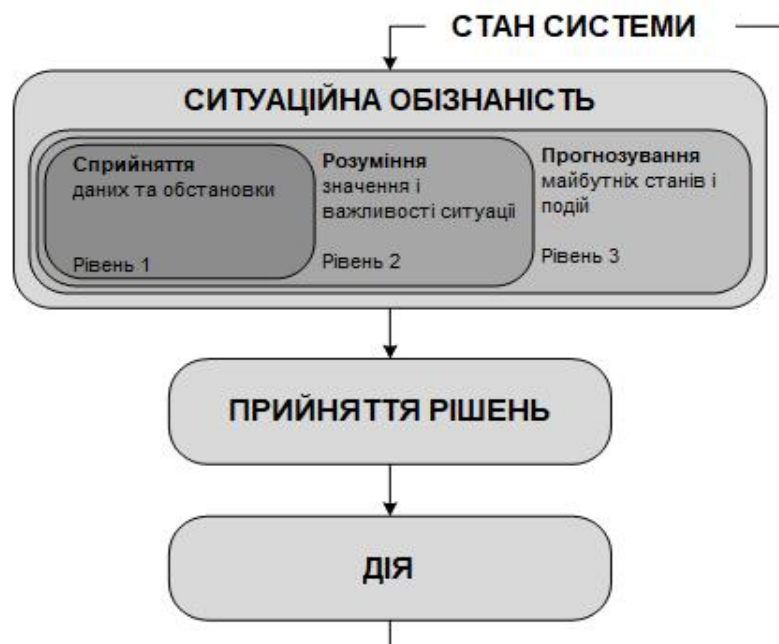 СТАН СИСТЕМИ
СИТУАЦІЙНА ОБІЗНАНІСТЬ
Сприйняття
даних та обстановки
Рівень 1
Розуміння
значення і
важливості ситуації
Рівень 2
Прогнозування
майбутніх станів і
подій
Рівень 3
ПРИЙНЯТТЯ РІШЕНЬ
ДІЯ